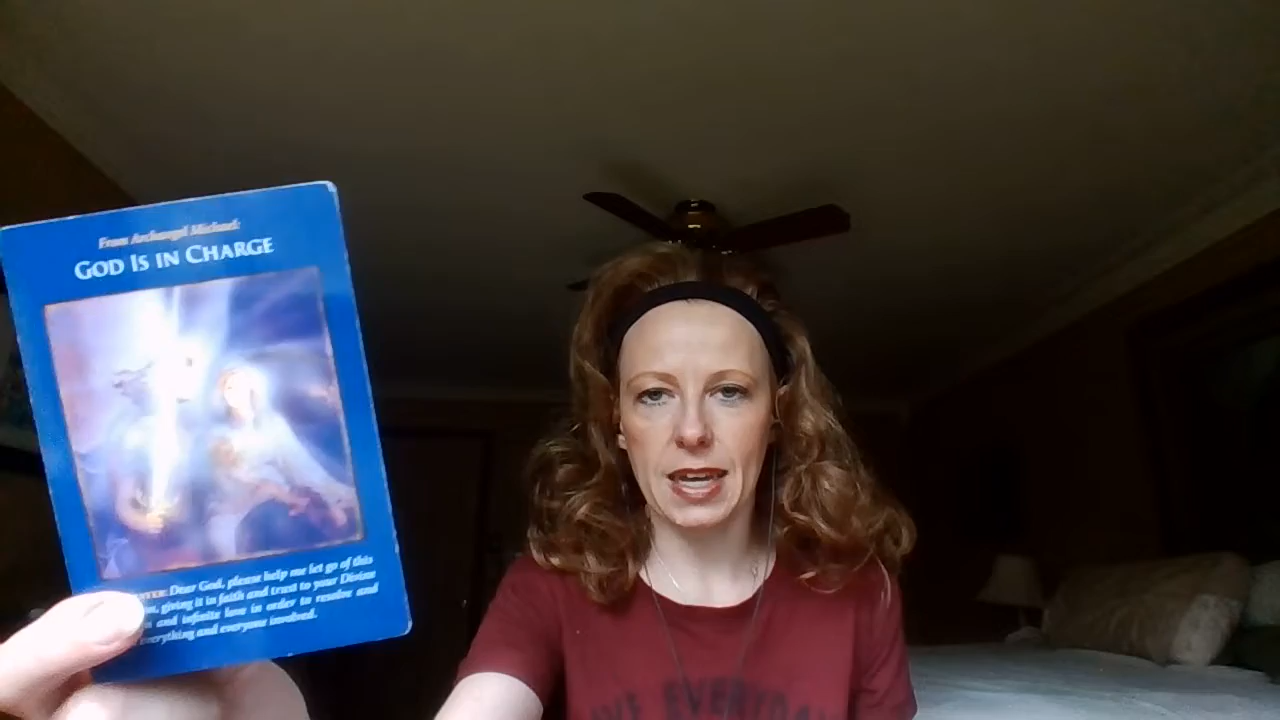 From Archangel Michael:
GOD IS IN CHARGE
Dear God, please help me let go of this
giving it in faith and trust to your Divine
and infinite love in order to resolve and
everything and everyone involved.
EVERYDAY